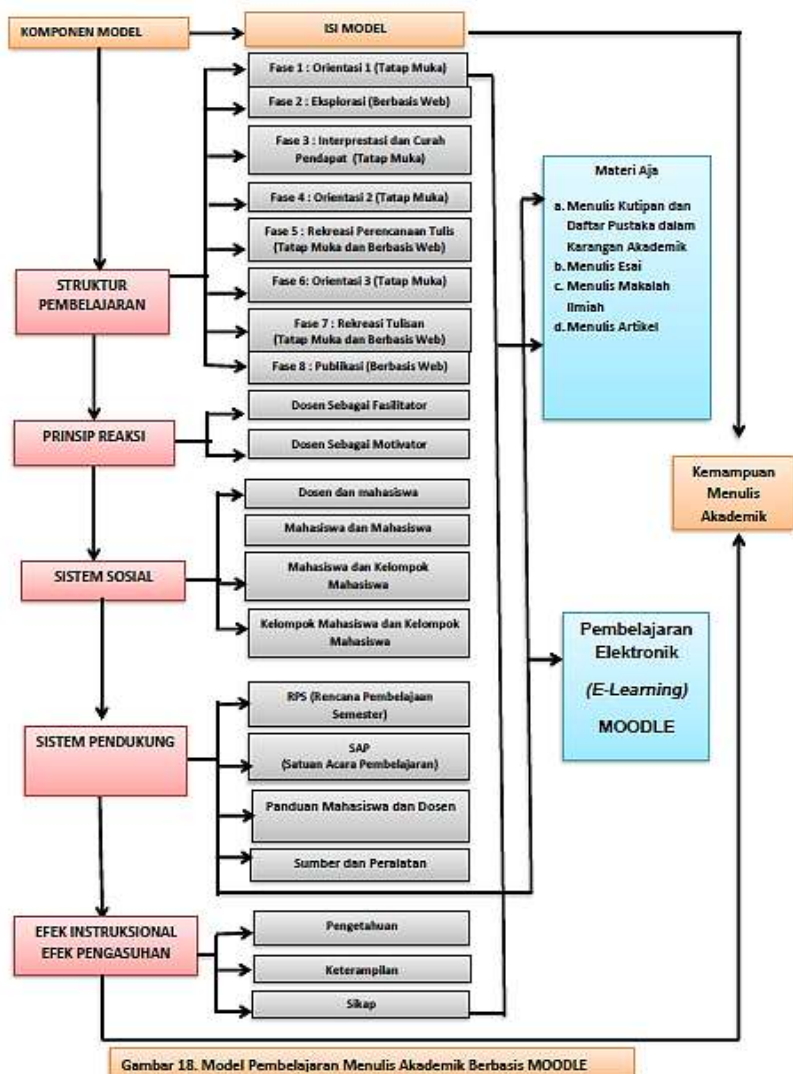 KOMPONEN MODEL
ISI MODEL
Fase 1 : Orientasi 1 (Tatap Muka)
Fase 2 : Eksplorasi (Berbasis Web)
Fase 3 : Interprestasi dan Curah
Pendapat (Tatap Muka)
Fase 4 : Orientasi 2 (Tatap Muka)
Fase 5 : Rekreasi Perencanaan Tulis
(Tatap Muka dan Berbasis Web)
Fase 6: Orientasi 3 (Tatap Muka)
Fase 7 : Rekreasi Tulisan
(Tatap Muka dan Berbasis Web)
Fase 8 : Publikasi (Berbasis Web)
STRUKTUR
PEMBELAJARAN
Materi Aja
a. Menulis Kutipan dan
Daftar Pustaka dalam
Karangan Akademik
b. Menulis Esai
c. Menulis Makalah
Ilmiah
d. Menulis Artikel
PRINSIP REAKSI
Dosen Sebagai Fasilitator
Dosen Sebagai Motivator
Kemampuan
Menulis
Akademik
SISTEM SOSIAL
Dosen dan mahasiswa
Mahasiswa dan Mahasiswa
Mahasiswa dan Kelompok
Mahasiswa
Kelompok Mahasiswa dan Kelompok
Mahasiswa
Pembelajaran
Elektronik
(E-Learning)
MOODLE
SISTEM PENDUKUNG
RPS (Rencana Pembelajaan
Semester)
SAP
(Satuan Acara Pembelajaran)
Panduan Mahasiswa dan Dosen
Sumber dan Peralatan
EFEK INSTRUKSIONAL
EFEK PENGASUHAN
Pengetahuan
Keterampilan
Sikap
Gambar 18. Model Pembelajaran Menulis Akademik Berbasis MOODLE